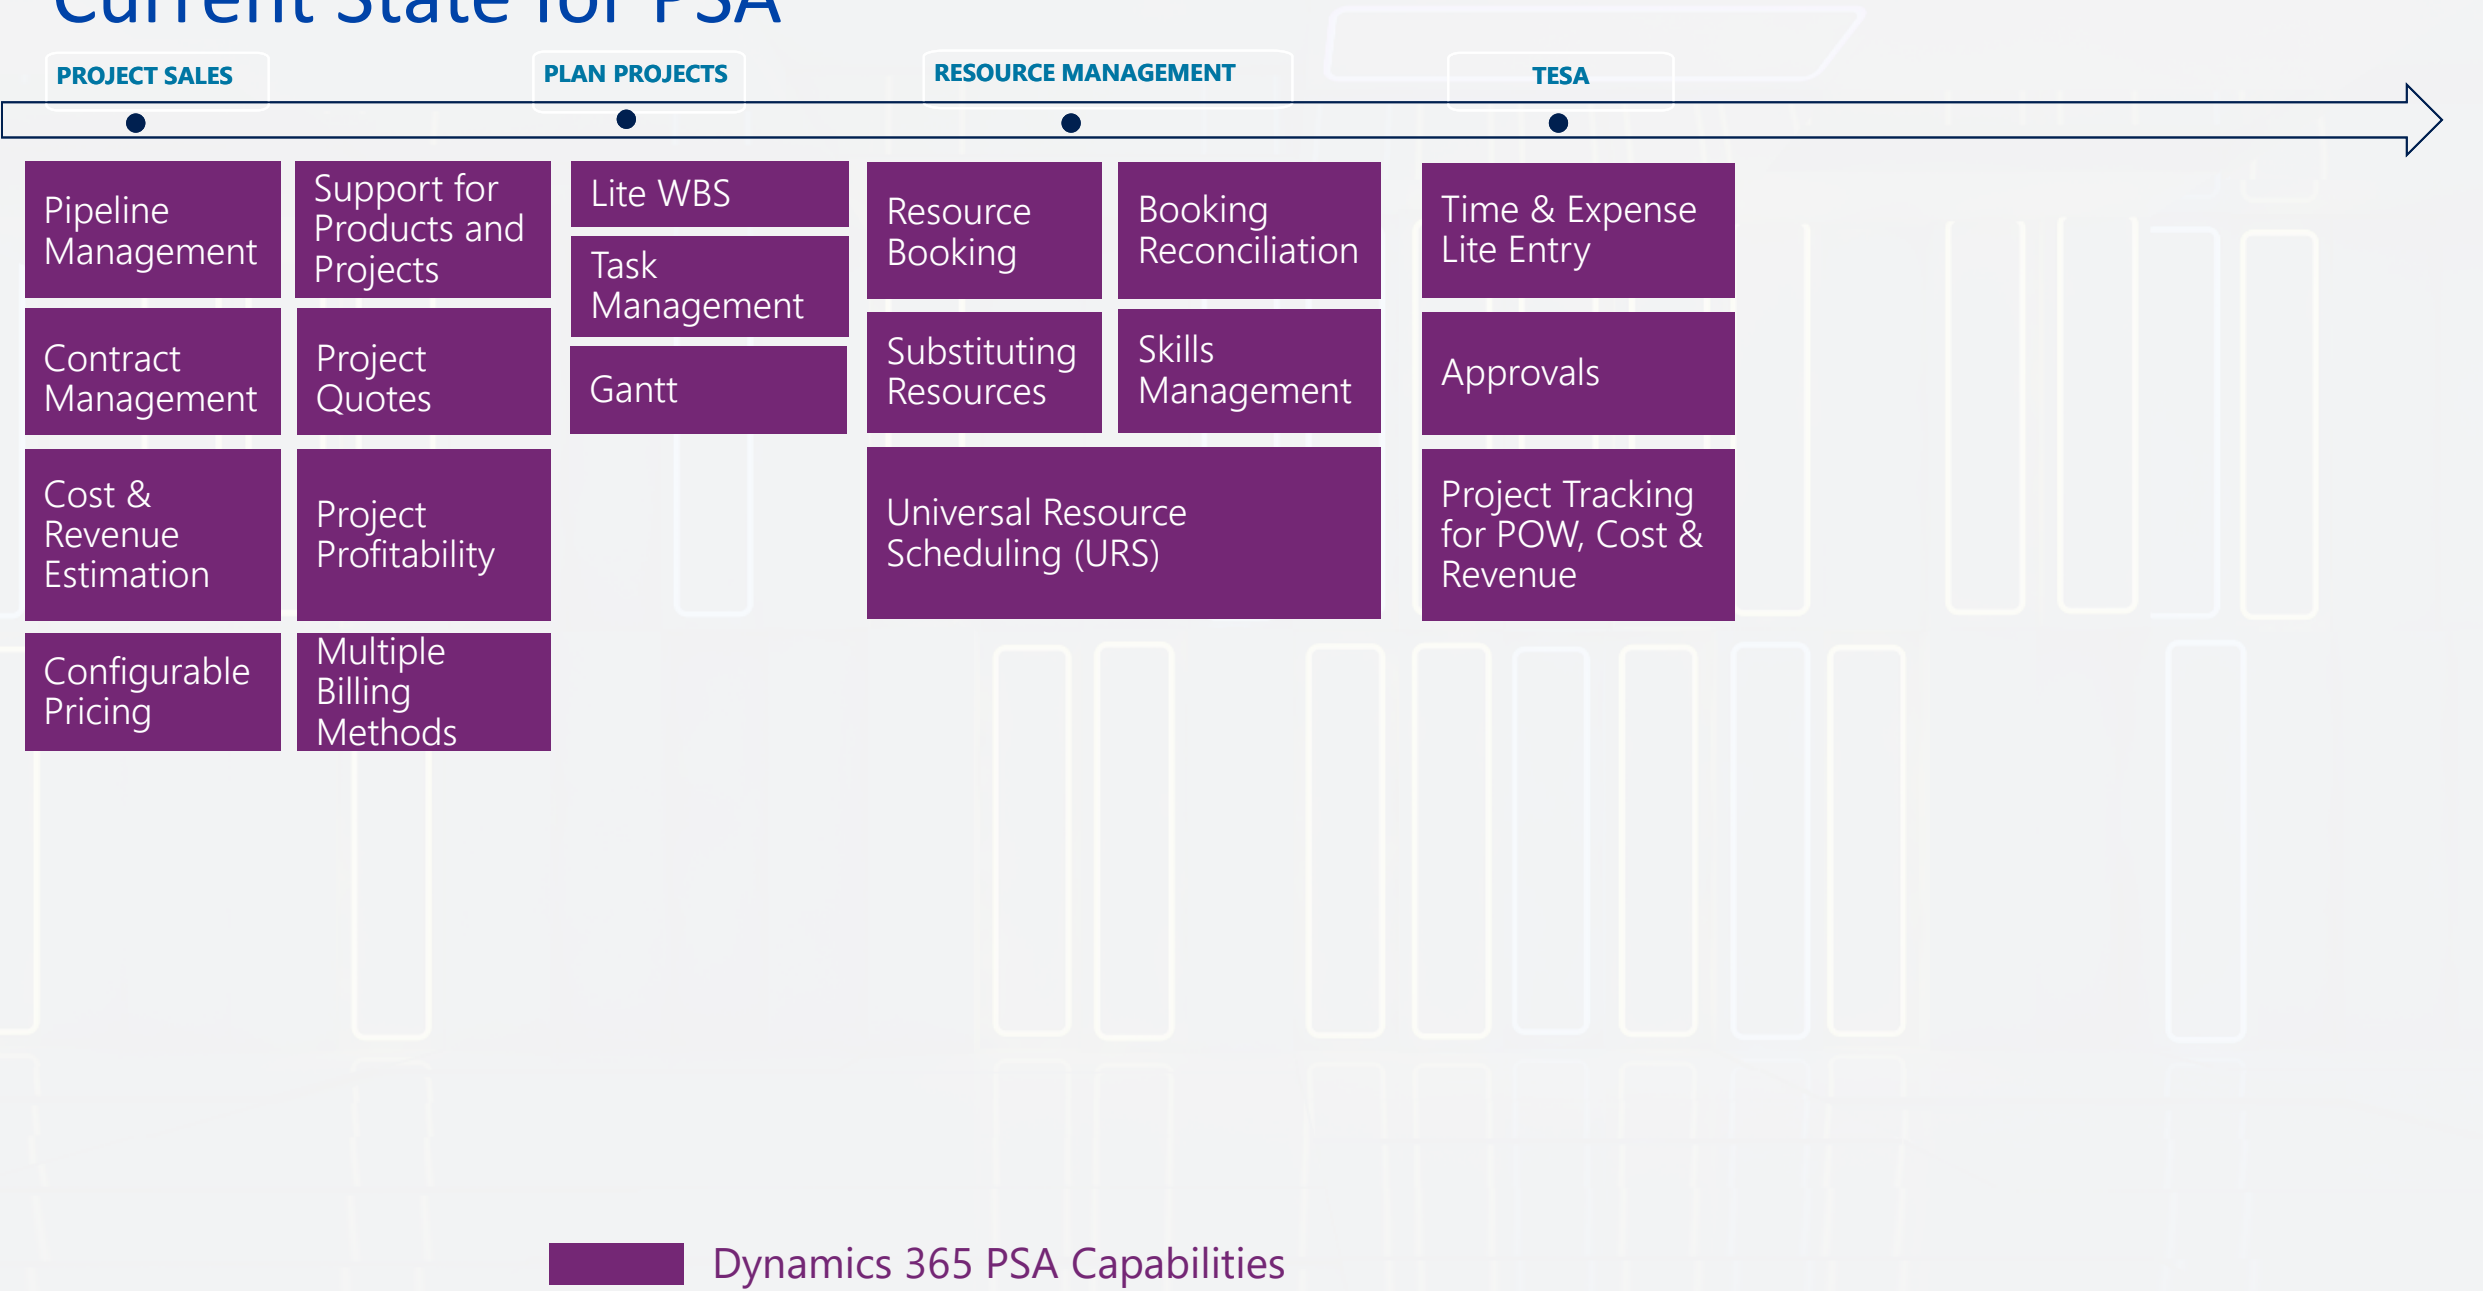 Current State for PSA
PROJECT SALES
PLAN PROJECTS
RESOURCE MANAGEMENT
TESA
Pipeline
Management
Support for
Products and
Projects
Contract
Management
Project
Quotes
Cost &
Revenue
Estimation
Project
Profitability
Configurable
Pricing
Multiple
Billing
Methods
Lite WBS
Task
Management
Gantt
Resource
Booking
Booking
Reconciliation
Substituting
Resources
Skills
Management
Universal Resource
Scheduling (URS)
Time & Expense
Lite Entry
Approvals
Project Tracking
for POW, Cost &
Revenue
Dynamics 365 PSA Capabilities